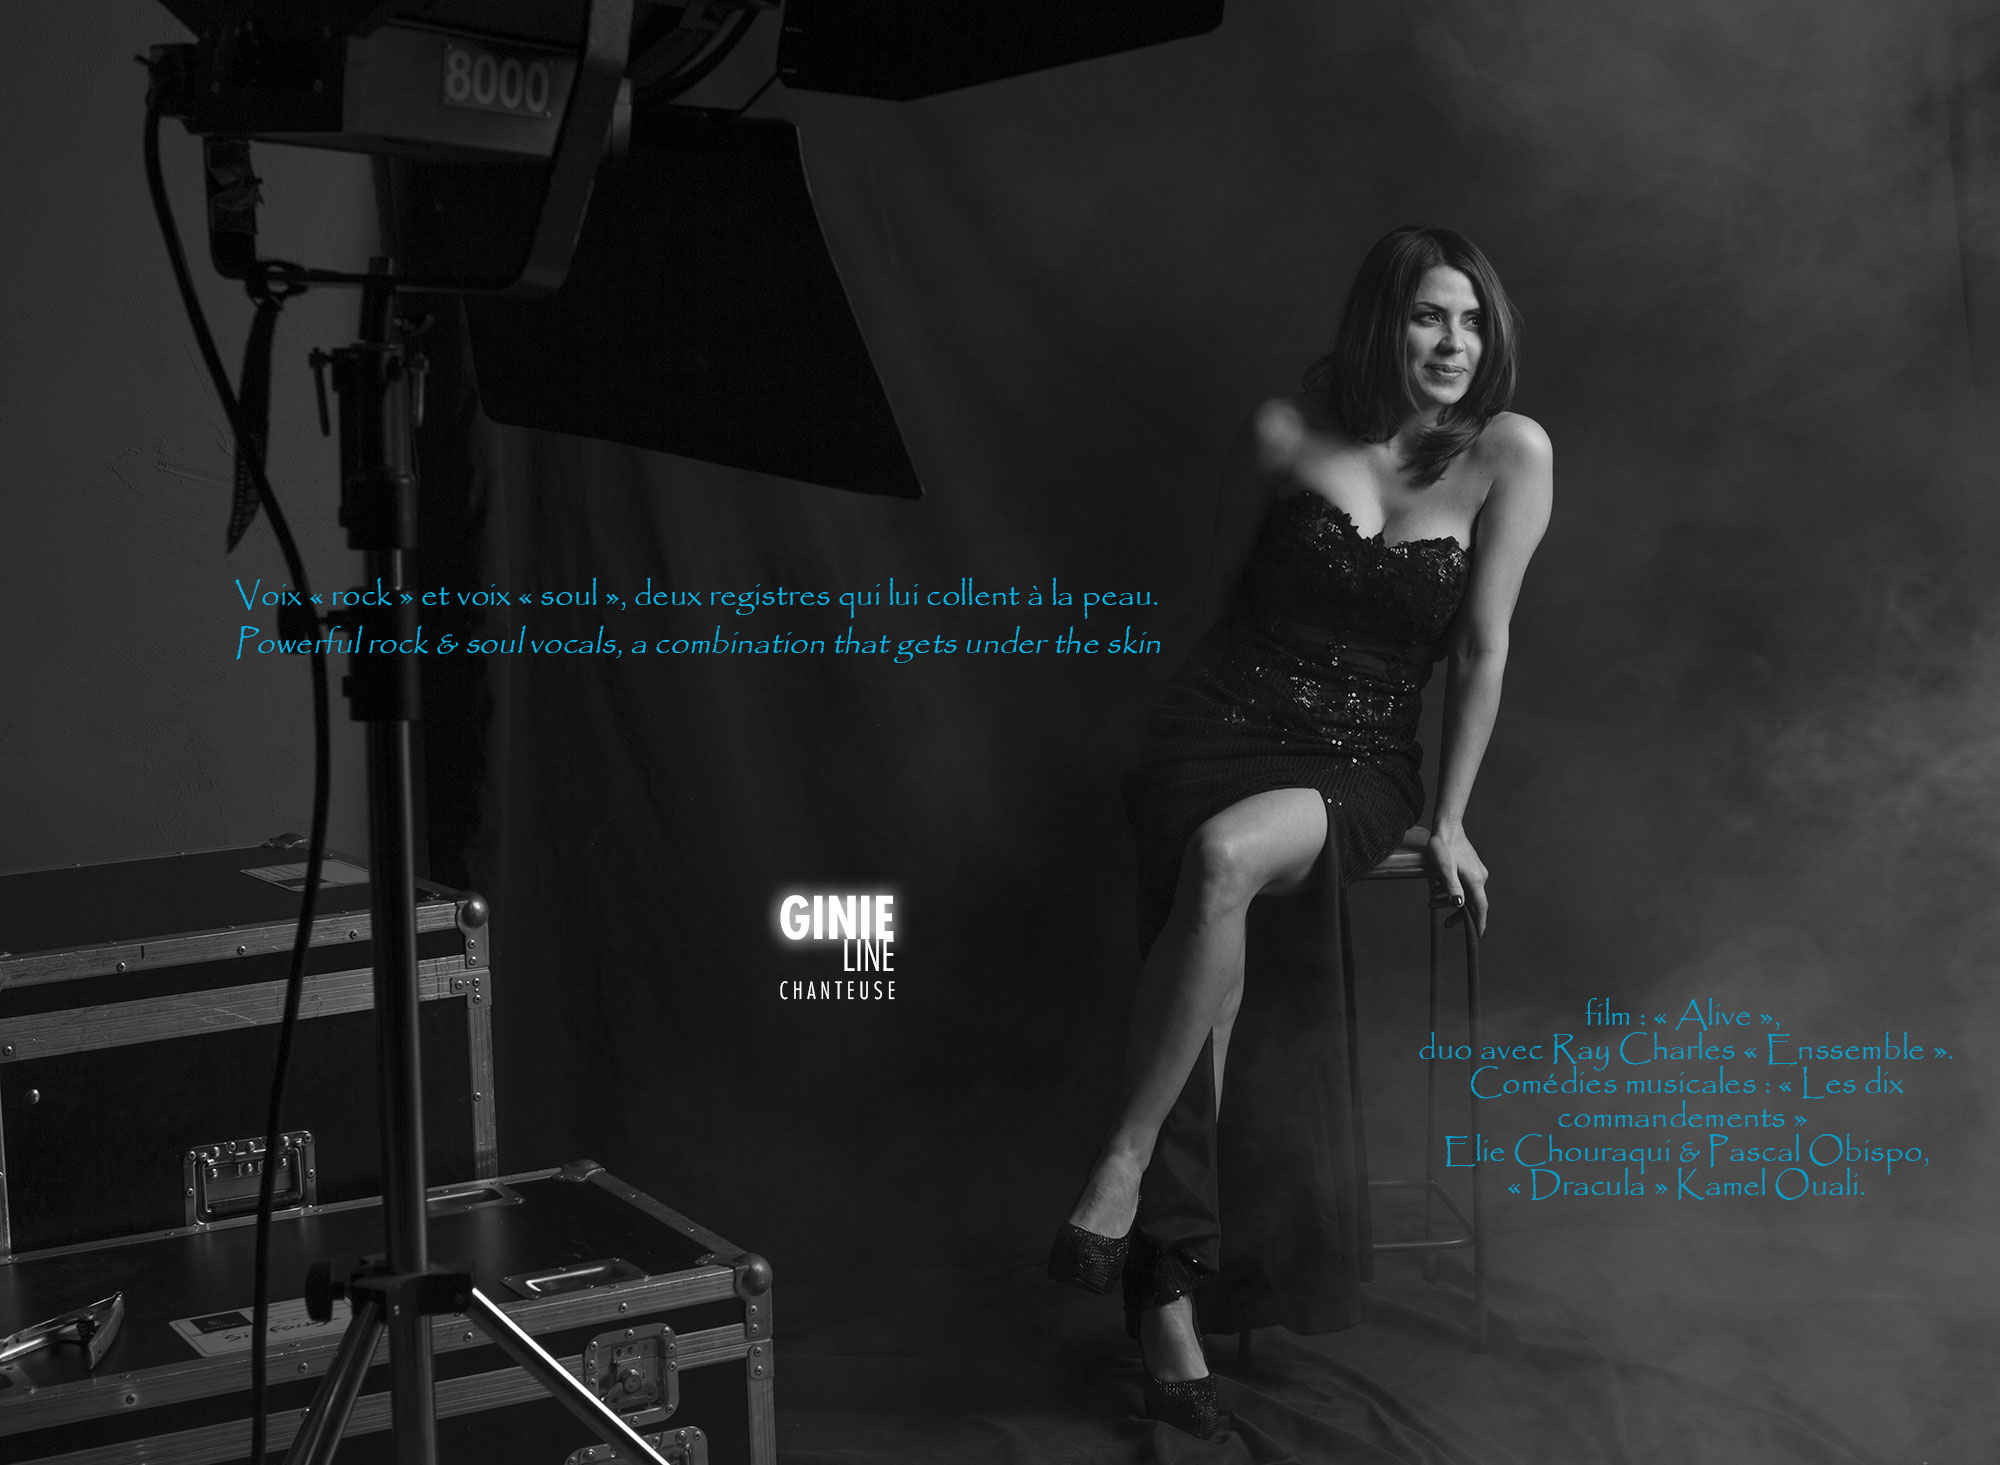 8000
Voix « rock » et voix « soul », deux registres qui lui collent à la peau.
Powerful rock & soul vocals, a combination that gets under the skin
GINIE
LINE
CHANTEUSE
film : « Alive »,
duo avec Ray Charles « Enssemble ».
Comédies musicales : « Les dix
commandements »
Elie Chouraqui & Pascal Obispo,
« Dracula » Kamel Ouali.